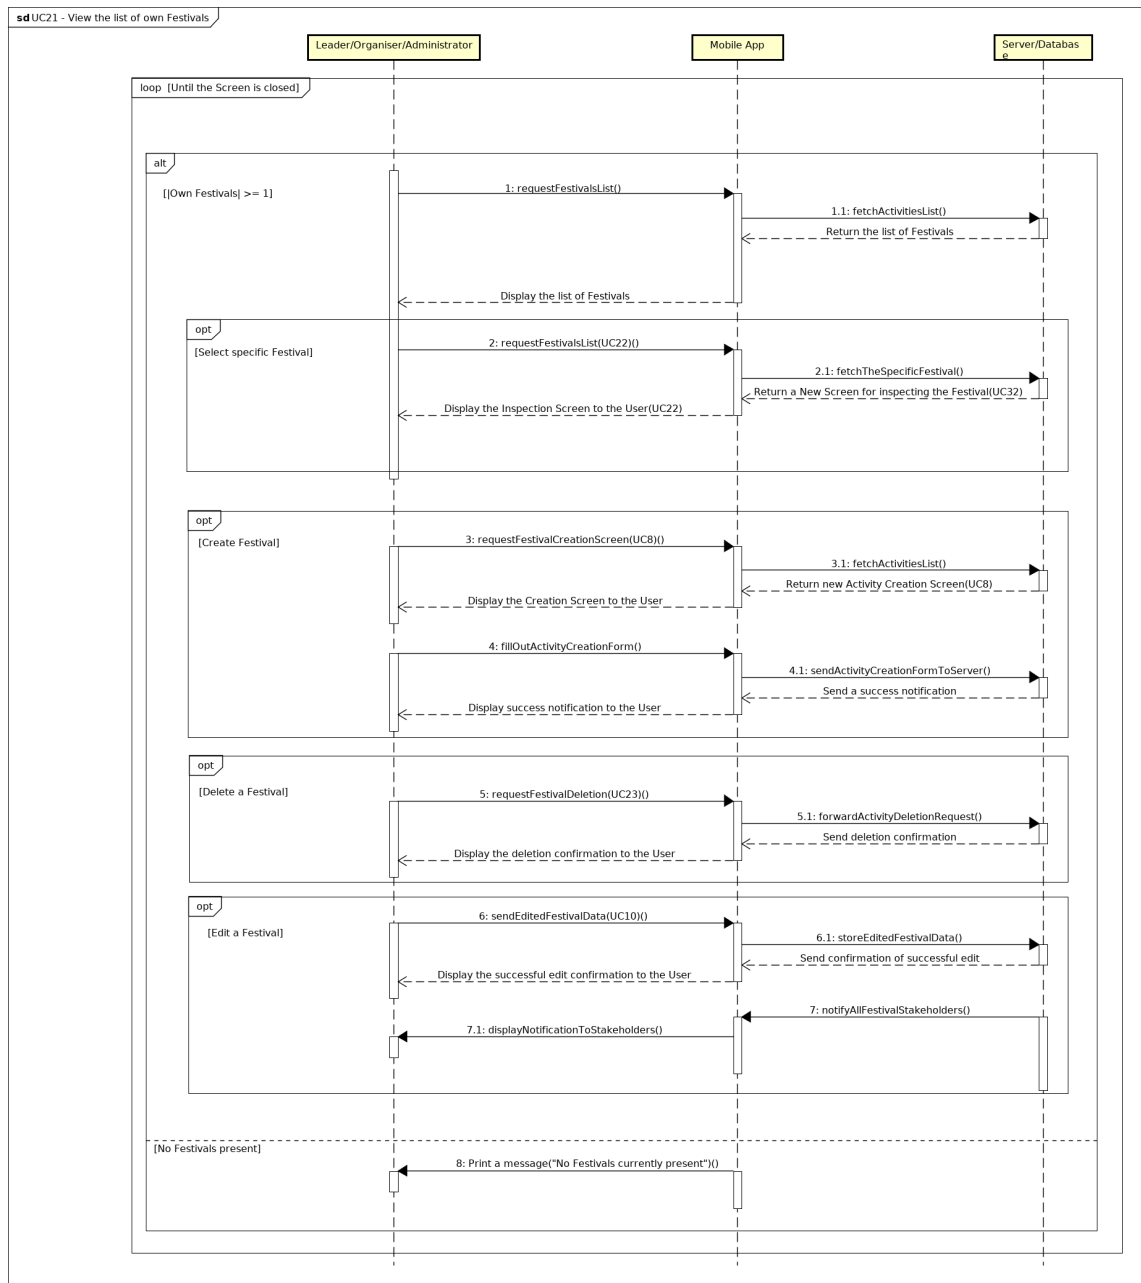 sd UC21 - View the list of own Festivals
Leader/Organiser/Administrator
Mobile App
Server/Databas
e
loop [Until the Screen is closed]
alt
[|Own Festivals| >= 1]
1: requestFestivalsList()
1.1: fetchActivitiesList()
Return the list of Festivals
Display the list of Festivals
opt
[Select specific Festival]
2: requestFestivalsList(UC22)()
2.1: fetchTheSpecificFestival()
Return a New Screen for inspecting the Festival(UC32)
Display the Inspection Screen to the User(UC22)
opt
[Create Festival]
3: requestFestivalCreationScreen(UC8)()
3.1: fetchActivitiesList()
Return new Activity Creation Screen(UC8)
Display the Creation Screen to the User
4: fillOutActivityCreationForm()
4.1: sendActivityCreationFormToServer()
Send a success notification
Display success notification to the User
opt
[Delete a Festival]
5: requestFestivalDeletion(UC23)()
5.1: forwardActivityDeletionRequest()
Send deletion confirmation
Display the deletion confirmation to the User
opt
[Edit a Festival]
6: sendEditedFestivalData(UC10)()
6.1: storeEditedFestivalData()
Send confirmation of successful edit
Display the successful edit confirmation to the User
7: notifyAllFestivalStakeholders()
7.1: displayNotificationToStakeholders()
[No Festivals present]
8: Print a message("No Festivals currently present")()